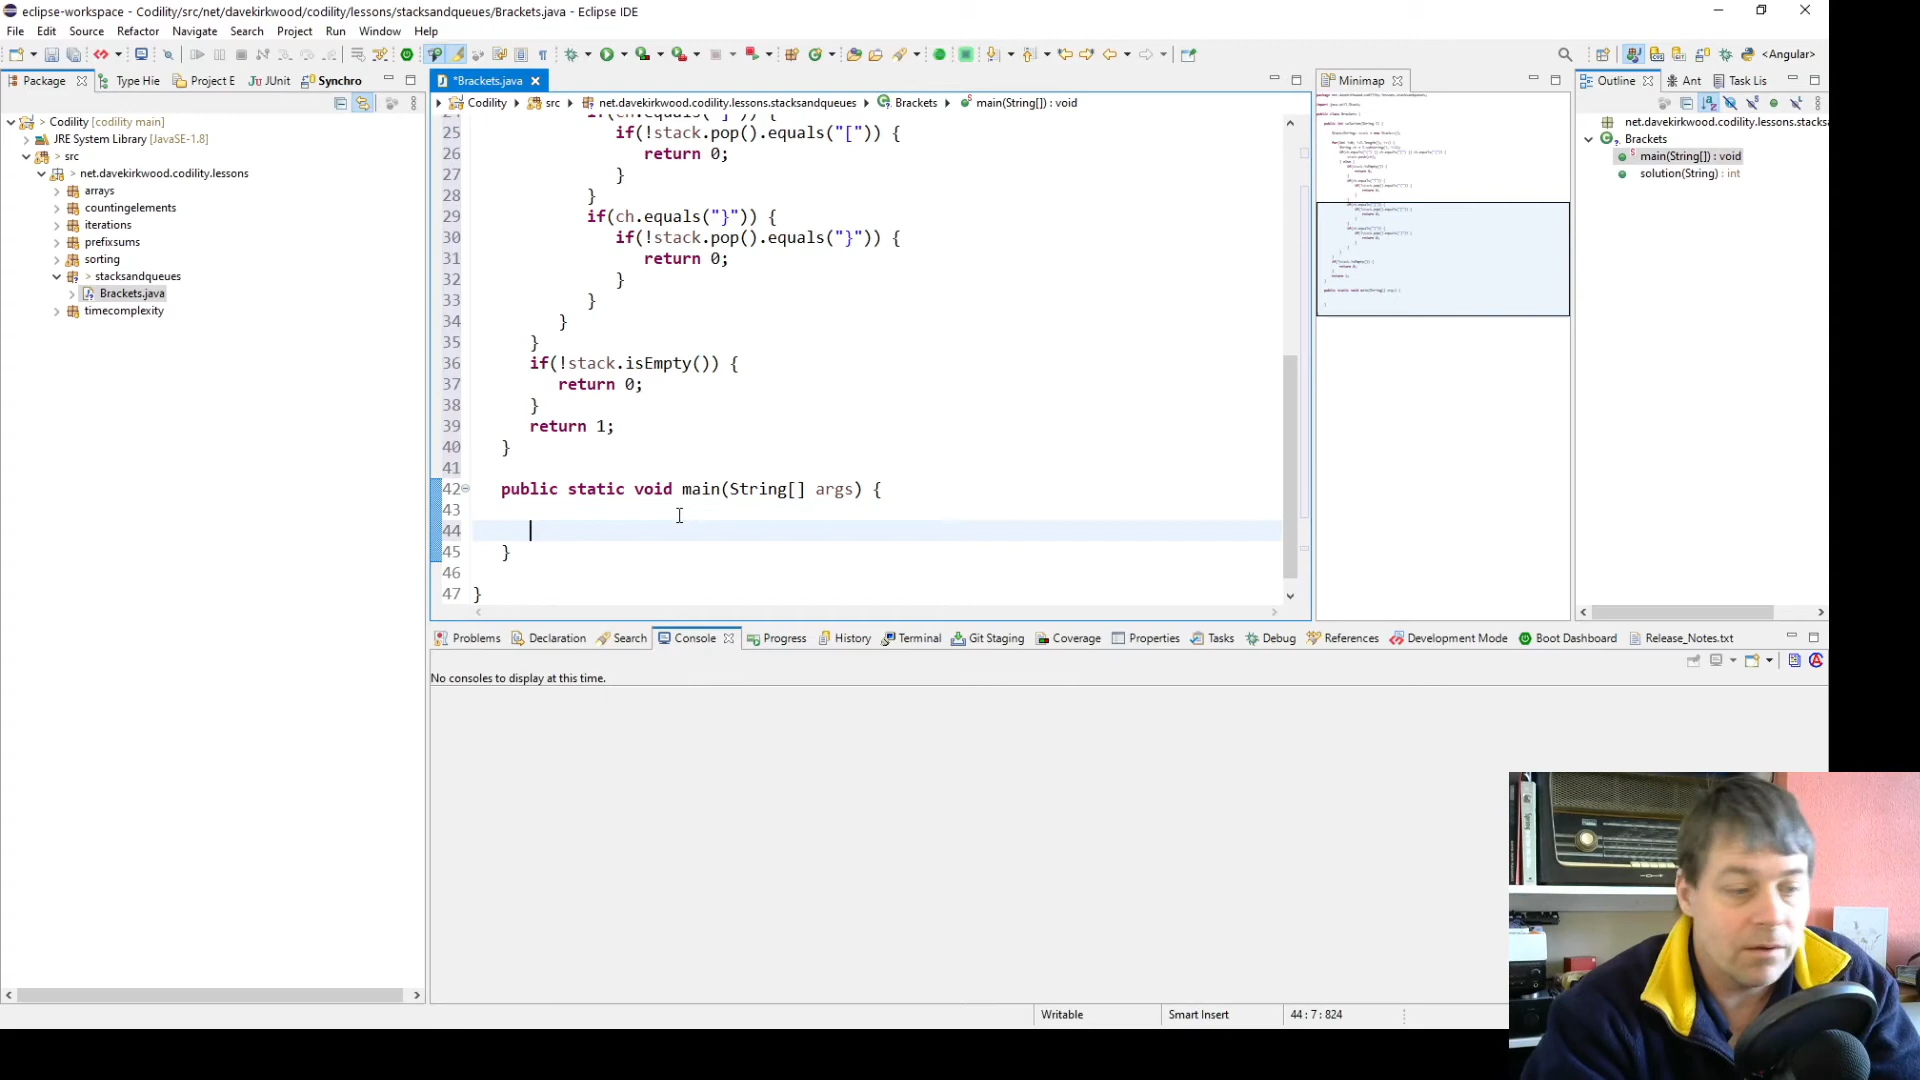 eclipse-workspace - Codility/src/net/davekirkwood/codility/lessons/stacksandqueues/Brackets.java - Eclipse IDE
File Edit Source Refactor Navigate Search Project Run Window Help
<Angular>
Package Type Hie Project E JUnit Synchro
*Brackets.java
Minimap
Outline Ant Task Lis
Codility src net.davekirkwood.codility.lessons.stacksandqueues Brackets main(String[]) : void
Codility [codility main]
JRE System Library [JavaSE-1.8]
src
net.davekirkwood.codility.lessons
arrays
countingelements
iterations
prefixsums
sorting
stacksandqueues
Brackets.java
timecomplexity
24 if(ch.equals("]")) {
25 if(!stack.pop().equals("[")) {
26 return 0;
27 }
28 }
29 if(ch.equals("}")) {
30 if(!stack.pop().equals("}")) {
31 return 0;
32 }
33 }
34 }
35 }
36 if(!stack.isEmpty()) {
37 return 0;
38 }
39 return 1;
40 }
41
42 public static void main(String[] args) {
43
44
45 }
46
47 }
net.davekirkwood.codility.lessons.stacksa
Brackets
main(String[]) : void
solution(String) : int
Problems Declaration Search Console Progress History Terminal Git Staging Coverage Properties Tasks Debug References Development Mode Boot Dashboard Release_Notes.txt
No consoles to display at this time.
Writable Smart Insert 44 : 7 : 824